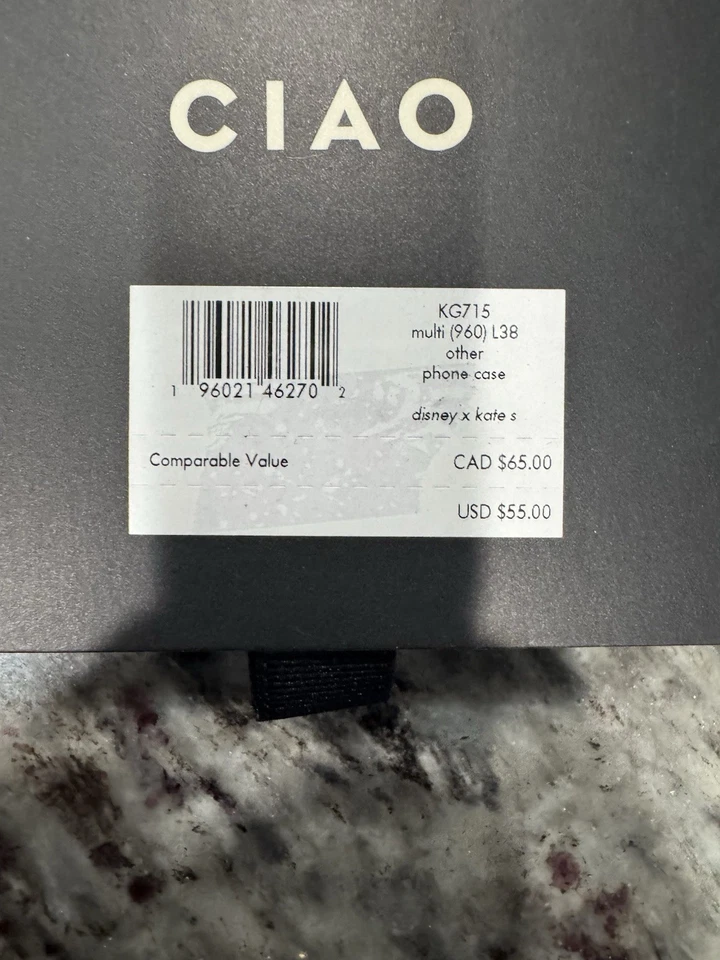 CIAO
1 96021 46270 2
KG715
multi (960) L38
other
phone case
disney x kate s
Comparable Value CAD $65.00
USD $55.00